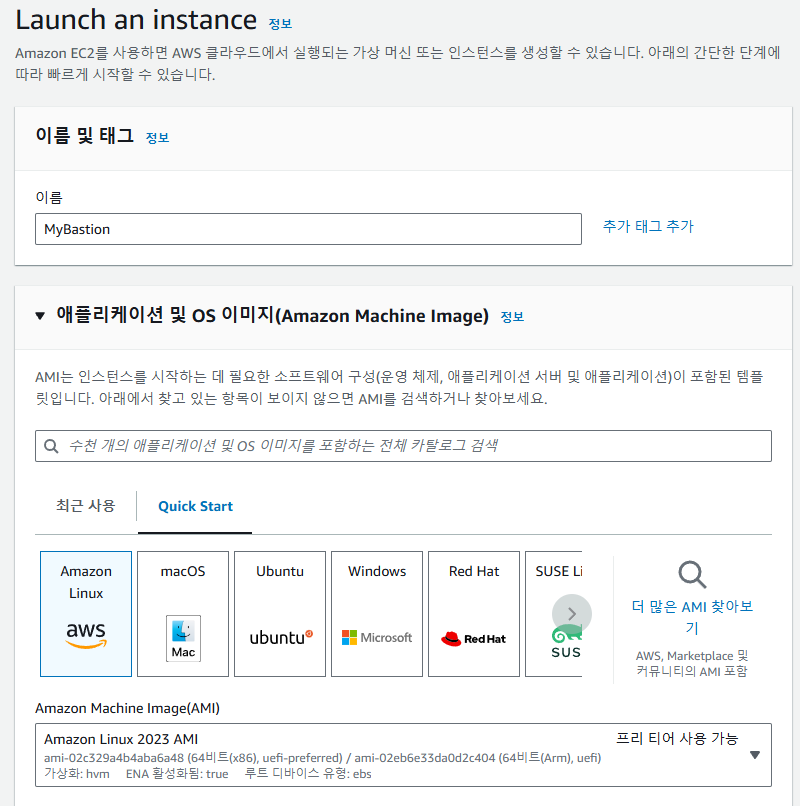 Launch an instance 정보
Amazon EC2를 사용하면 AWS 클라우드에서 실행되는 가상 머신 또는 인스턴스를 생성할 수 있습니다. 아래의 간단한 단계에
따라 빠르게 시작할 수 있습니다.
이름 및 태그 정보
이름
MyBastion
추가 태그 추가
▼ 애플리케이션 및 OS 이미지(Amazon Machine Image) 정보
AMI는 인스턴스를 시작하는 데 필요한 소프트웨어 구성(운영 체제, 애플리케이션 서버 및 애플리케이션)이 포함된 템플
릿입니다. 아래에서 찾고 있는 항목이 보이지 않으면 AMI를 검색하거나 찾아보세요.
수천 개의 애플리케이션 및 OS 이미지를 포함하는 전체 카탈로그 검색
최근 사용
Quick Start
Amazon
Linux
aws
macOS
Mac
Ubuntu
ubuntu
Windows
Microsoft
Red Hat
Red Hat
SUSE Li
SUS
더 많은 AMI 찾아보
기
AWS, Marketplace 및
커뮤니티의 AMI 포함
Amazon Machine Image(AMI)
Amazon Linux 2023 AMI
프리 티어 사용 가능
ami-02c329a4b4aba6a48 (64비트(x86), uefi-preferred) / ami-02eb6e33da0d2c404 (64비트(Arm), uefi)
가상화: hvm ENA 활성화됨: true 루트 디바이스 유형: ebs